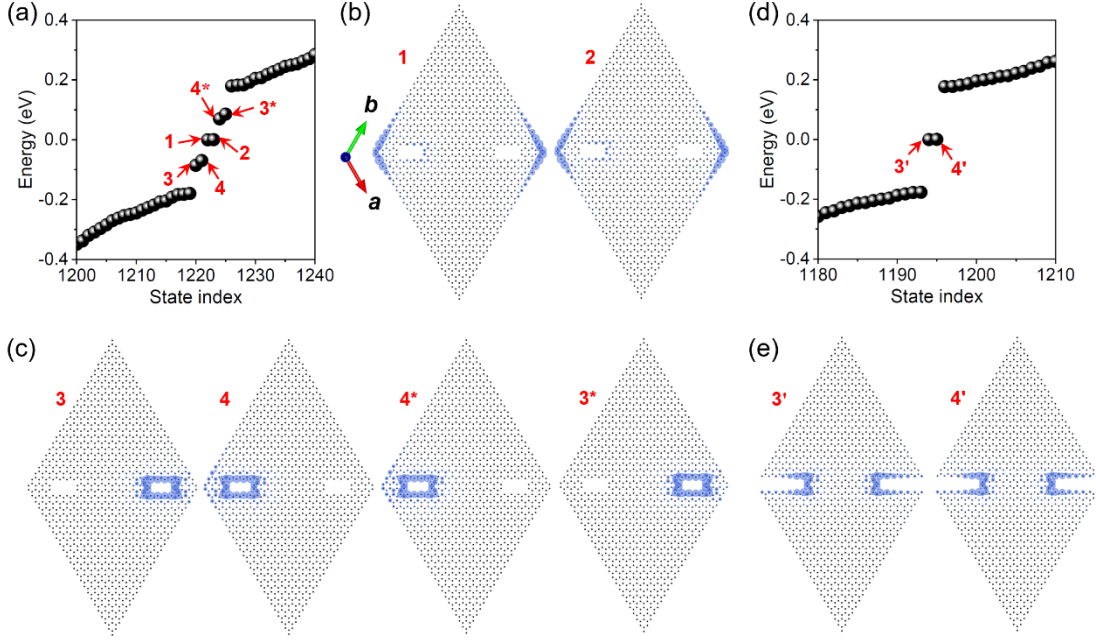 (a)
0.4
0.2
0.0
-0.2
-0.4
Energy (eV)
4*
3*
1
2
3
4
1200 1210 1220 1230 1240
State index
(b)
1
2
b
a
(d)
0.4
0.2
0.0
-0.2
-0.4
Energy (eV)
3'
4'
1180 1190 1200 1210
State index
(c)
3
4
4*
3*
(e)
3'
4'